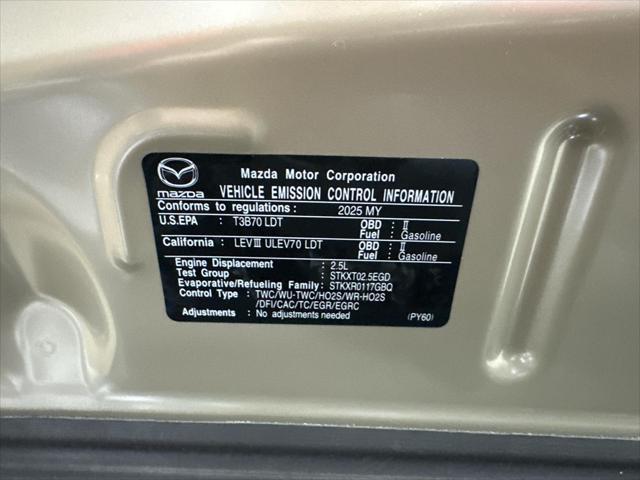 mazda
Mazda Motor Corporation
VEHICLE EMISSION CONTROL INFORMATION
Conforms to regulations : 2025 MY
U.S.EPA : T3B70 LDT OBD : II
Fuel : Gasoline
California : LEVⅢ ULEV70 LDT OBD : II
Fuel : Gasoline
Engine Displacement : 2.5L
Test Group : STKXT02.5EGD
Evaporative/Refueling Family: STKXR0117GBQ
Control Type : TWC/WU-TWC/HO2S/WR-HO2S
/DFI/CAC/TC/EGR/EGRC
Adjustments : No adjustments needed (PY60)